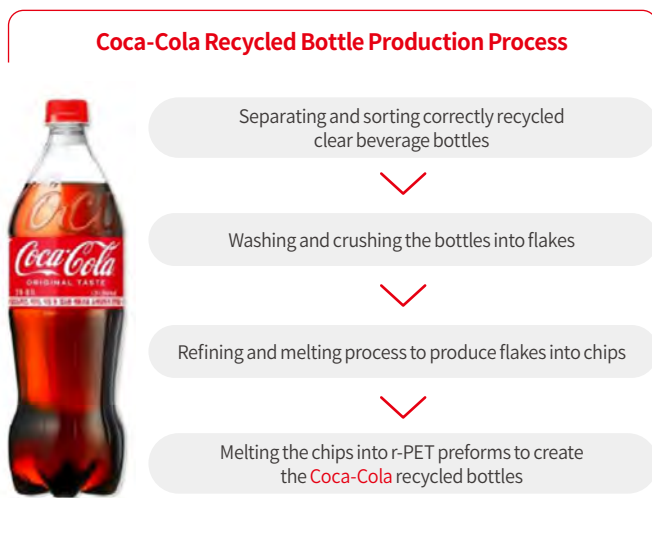 Coca-Cola Recycled Bottle Production Process
Separating and sorting correctly recycled
clear beverage bottles
Washing and crushing the bottles into flakes
Refining and melting process to produce flakes into chips
Melting the chips into r-PET preforms to create
the Coca-Cola recycled bottles
Coca-Cola
ORIGINAL TASTE